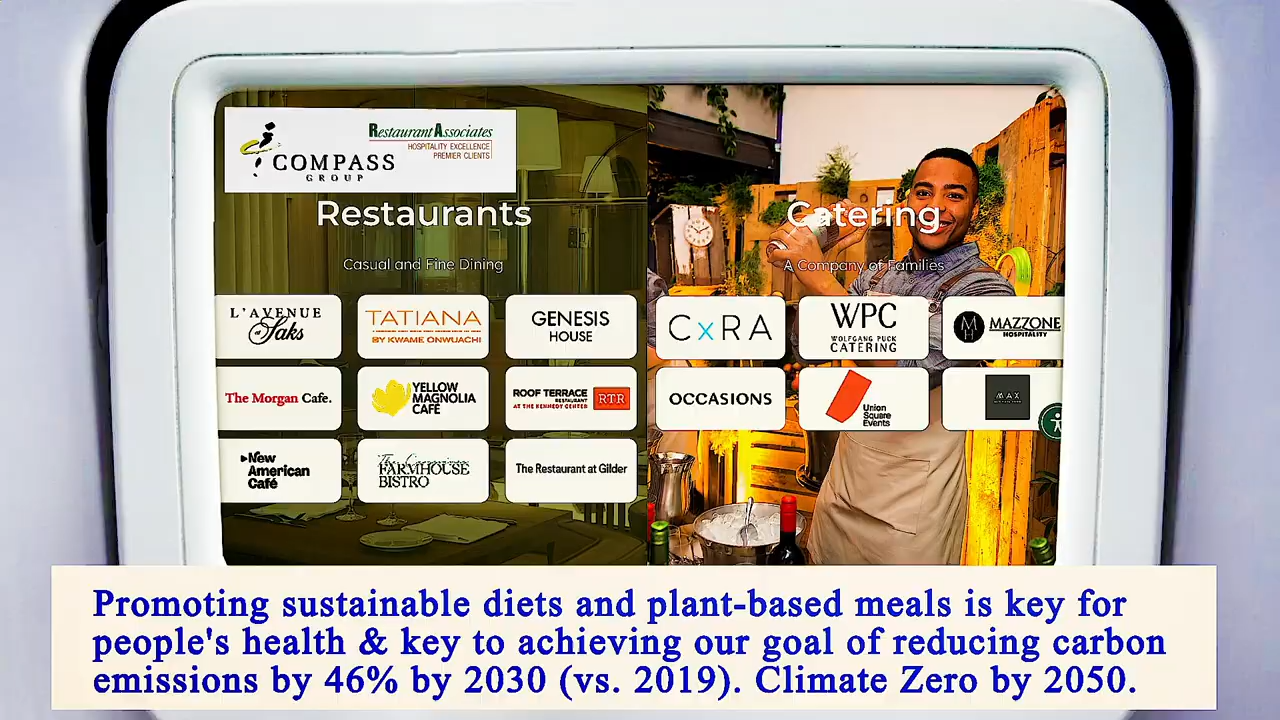 COMPASS
GROUP
Restaurant Associates
HOSPITALITY EXCELLENCE
PREMIER CLIENTS
Restaurants
Casual and Fine Dining
L'AVENUE
Saks
TATIANA
BY KWAME ONWUACHI
GENESIS
HOUSE
The Morgan Cafe.
YELLOW
MAGNOLIA
CAFÉ
ROOF TERRACE
RESTAURANT
AT THE KENNEDY CENTER
RTR
New
American
Café
FARMHOUSE
BISTRO
The Restaurant at Gilder
Catering
A Company of Families
CxRA
WPC
WOLFGANG PUCK
CATERING
MH
MAZZONE
HOSPITALITY
OCCASIONS
Union
Square
Events
MAX
Promoting sustainable diets and plant-based meals is key for
people's health & key to achieving our goal of reducing carbon
emissions by 46% by 2030 (vs. 2019). Climate Zero by 2050.